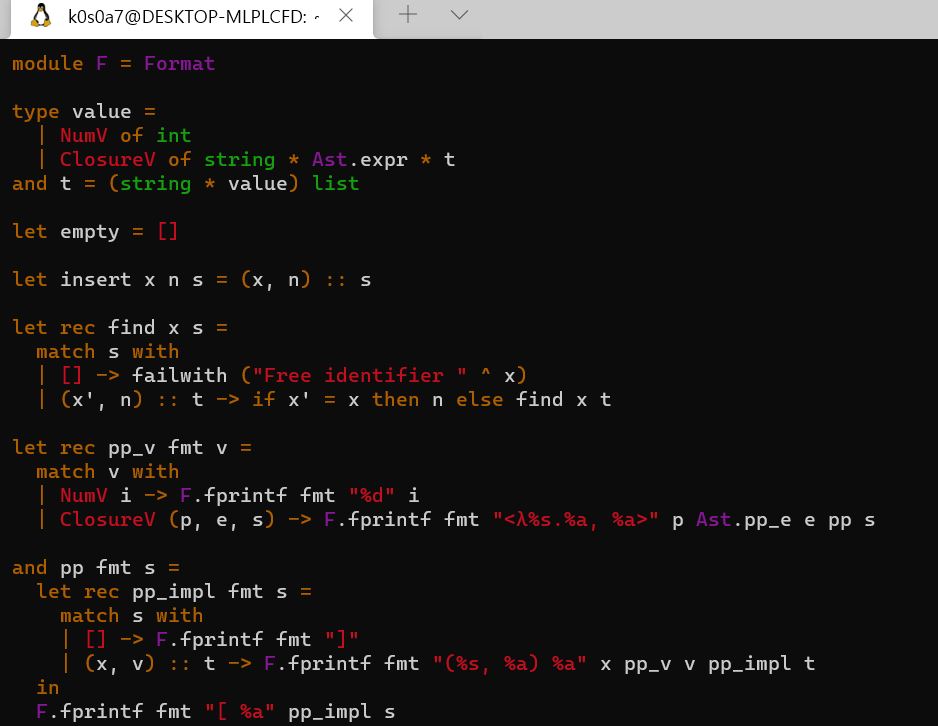 k0s0a7@DESKTOP-MLPLCFD: ~
module F = Format
type value =
  | NumV of int
  | ClosureV of string * Ast.expr * t
and t = (string * value) list
let empty = []
let insert x n s = (x, n) :: s
let rec find x s =
  match s with
  | [] -> failwith ("Free identifier " ^ x)
  | (x', n) :: t -> if x' = x then n else find x t
let rec pp_v fmt v =
  match v with
  | NumV i -> F.fprintf fmt "%d" i
  | ClosureV (p, e, s) -> F.fprintf fmt "<λ%s.%a, %a>" p Ast.pp_e e pp s
and pp fmt s =
  let rec pp_impl fmt s =
    match s with
    | [] -> F.fprintf fmt "]"
    | (x, v) :: t -> F.fprintf fmt "(%s, %a) %a" x pp_v v pp_impl t
  in
  F.fprintf fmt "[ %a" pp_impl s